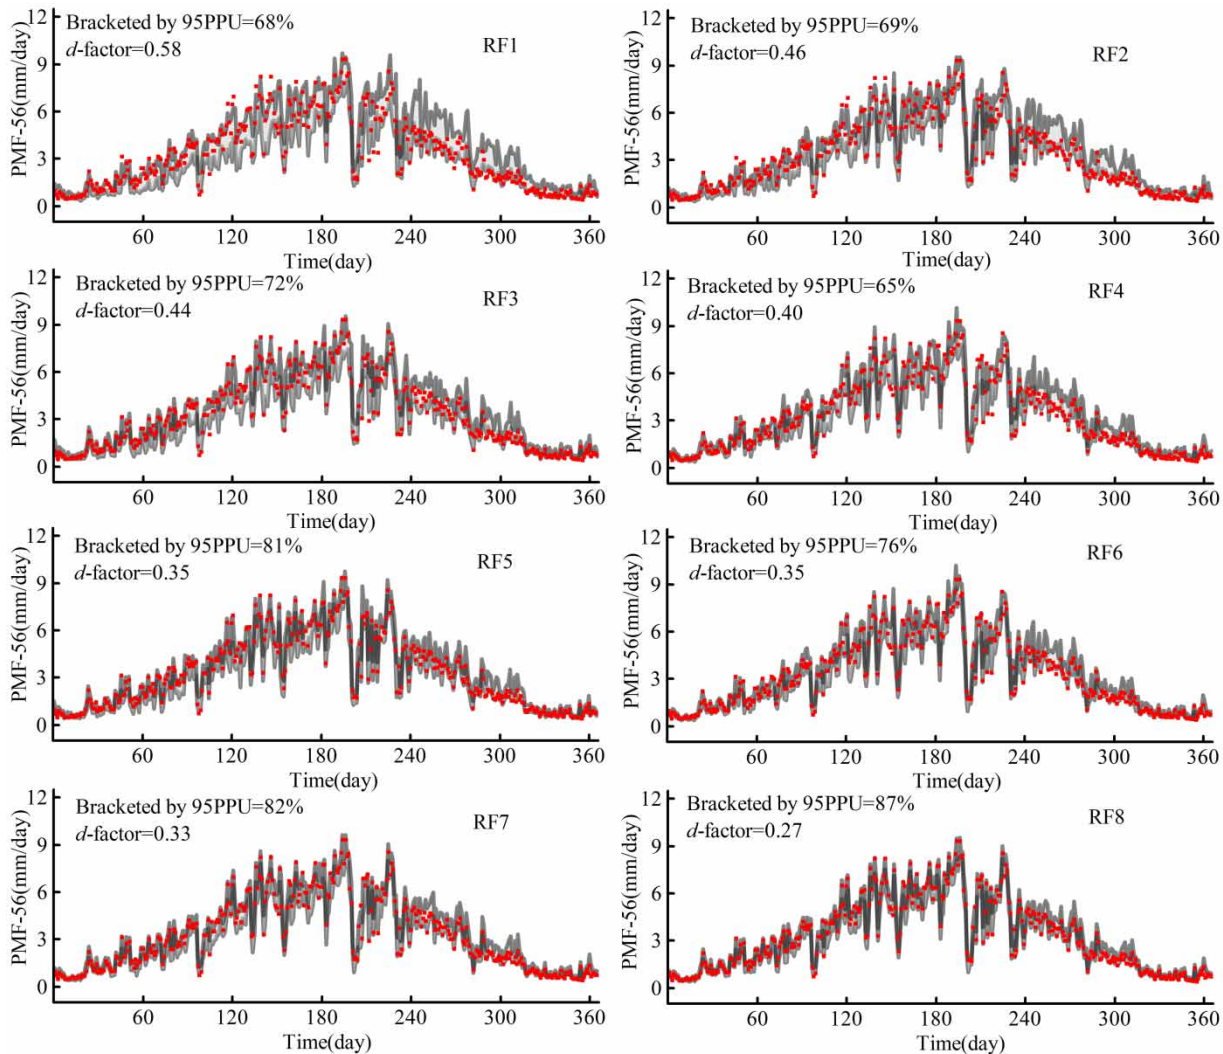 Bracketed by 95PPU=68%
d-factor=0.58
RF1
PMF-56(mm/day)
12
9
6
3
0
60 120 180 240 300 360
Time(day)
Bracketed by 95PPU=69%
d-factor=0.46
RF2
PMF-56(mm/day)
12
9
6
3
0
60 120 180 240 300 360
Time(day)
Bracketed by 95PPU=72%
d-factor=0.44
RF3
PMF-56(mm/day)
12
9
6
3
0
60 120 180 240 300 360
Time(day)
Bracketed by 95PPU=65%
d-factor=0.40
RF4
PMF-56(mm/day)
12
9
6
3
0
60 120 180 240 300 360
Time(day)
Bracketed by 95PPU=81%
d-factor=0.35
RF5
PMF-56(mm/day)
12
9
6
3
0
60 120 180 240 300 360
Time(day)
Bracketed by 95PPU=76%
d-factor=0.35
RF6
PMF-56(mm/day)
12
9
6
3
0
60 120 180 240 300 360
Time(day)
Bracketed by 95PPU=82%
d-factor=0.33
RF7
PMF-56(mm/day)
12
9
6
3
0
60 120 180 240 300 360
Time(day)
Bracketed by 95PPU=87%
d-factor=0.27
RF8
PMF-56(mm/day)
12
9
6
3
0
60 120 180 240 300 360
Time(day)